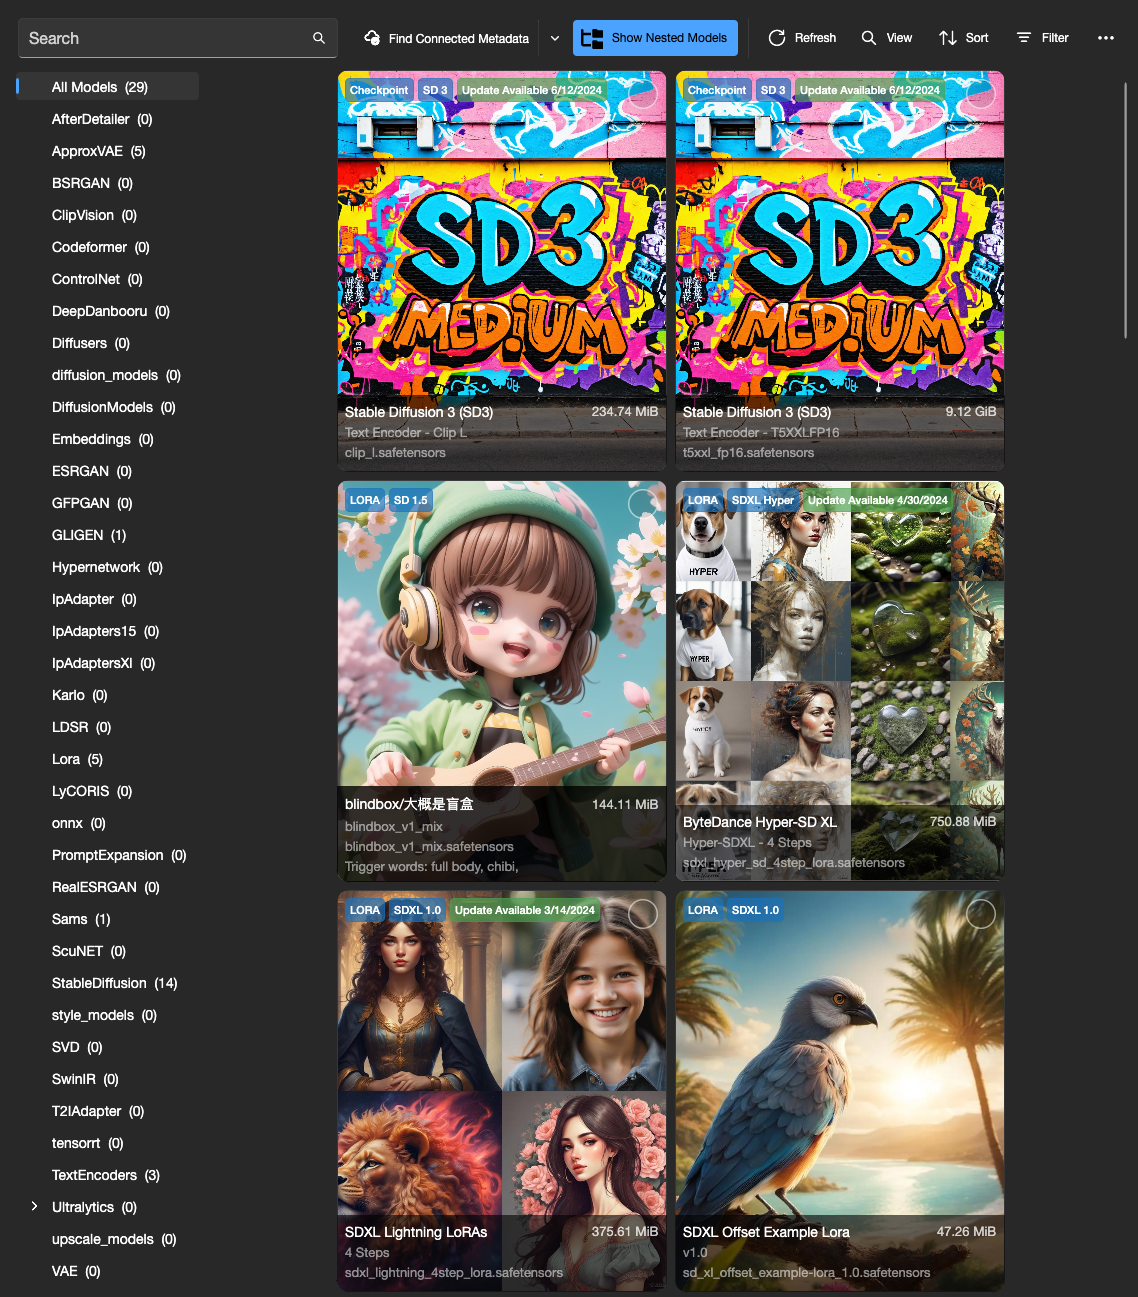 Search
Find Connected Metadata
Show Nested Models
Refresh
View
Sort
Filter
All Models (29)
AfterDetailer (0)
ApproxVAE (5)
BSRGAN (0)
ClipVision (0)
Codeformer (0)
ControlNet (0)
DeepDanbooru (0)
Diffusers (0)
diffusion_models (0)
DiffusionModels (0)
Embeddings (0)
ESRGAN (0)
GFPGAN (0)
GLIGEN (1)
Hypernetwork (0)
IpAdapter (0)
IpAdapters15 (0)
IpAdaptersXl (0)
Karlo (0)
LDSR (0)
Lora (5)
LyCORIS (0)
onnx (0)
PromptExpansion (0)
RealESRGAN (0)
Sams (1)
ScuNET (0)
StableDiffusion (14)
style_models (0)
SVD (0)
SwinIR (0)
T2IAdapter (0)
tensorrt (0)
TextEncoders (3)
Ultralytics (0)
upscale_models (0)
VAE (0)
Checkpoint SD 3 Update Available 6/12/2024
SD3
MEDIUM
Stable Diffusion 3 (SD3) 234.74 MiB
Text Encoder - Clip L
clip_l.safetensors
Checkpoint SD 3 Update Available 6/12/2024
SD3
MEDIUM
Stable Diffusion 3 (SD3) 9.12 GiB
Text Encoder - T5XXLFP16
t5xxl_fp16.safetensors
LORA SD 1.5
blindbox/大概是盲盒 144.11 MiB
blindbox_v1_mix
blindbox_v1_mix.safetensors
Trigger words: full body, chibi,
LORA SDXL Hyper Update Available 4/30/2024
HYPER
HYPER
ByteDance Hyper-SD XL 750.88 MiB
Hyper-SDXL - 4 Steps
sdxl_hyper_sd_4step_lora.safetensors
LORA SDXL 1.0 Update Available 3/14/2024
SDXL Lightning LoRAs 375.61 MiB
4 Steps
sdxl_lightning_4step_lora.safetensors
LORA SDXL 1.0
SDXL Offset Example Lora 47.26 MiB
v1.0
sd_xl_offset_example-lora_1.0.safetensors